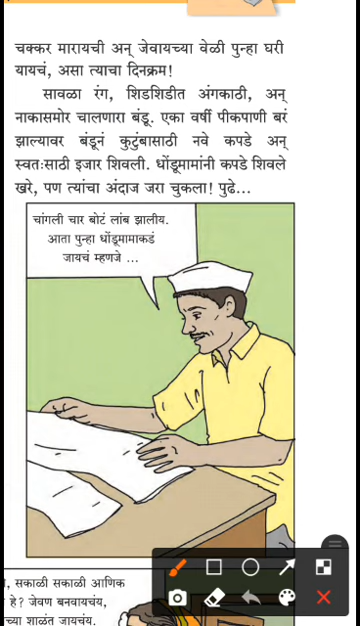 चक्कर मारायची अन् जेवायच्या वेळी पुन्हा घरी
यायचं, असा त्याचा दिनक्रम!
सावळा रंग, शिडशिडीत अंगकाठी, अन्
नाकासमोर चालणारा बंडू. एका वर्षी पीकपाणी बरं
झाल्यावर बंडूनं कुटुंबासाठी नवे कपडे अन्
स्वतःसाठी इजार शिवली. धोंडूमामांनी कपडे शिवले
खरे, पण त्यांचा अंदाज जरा चुकला! पुढे...
चांगली चार बोटं लांब झालीय.
आता पुन्हा धोंडूमामाकडं
जायचं म्हणजे ...
सकाळी सकाळी आणिक
हे? जेवण बनवायचंय,
च्या शाळंत जायचंय.